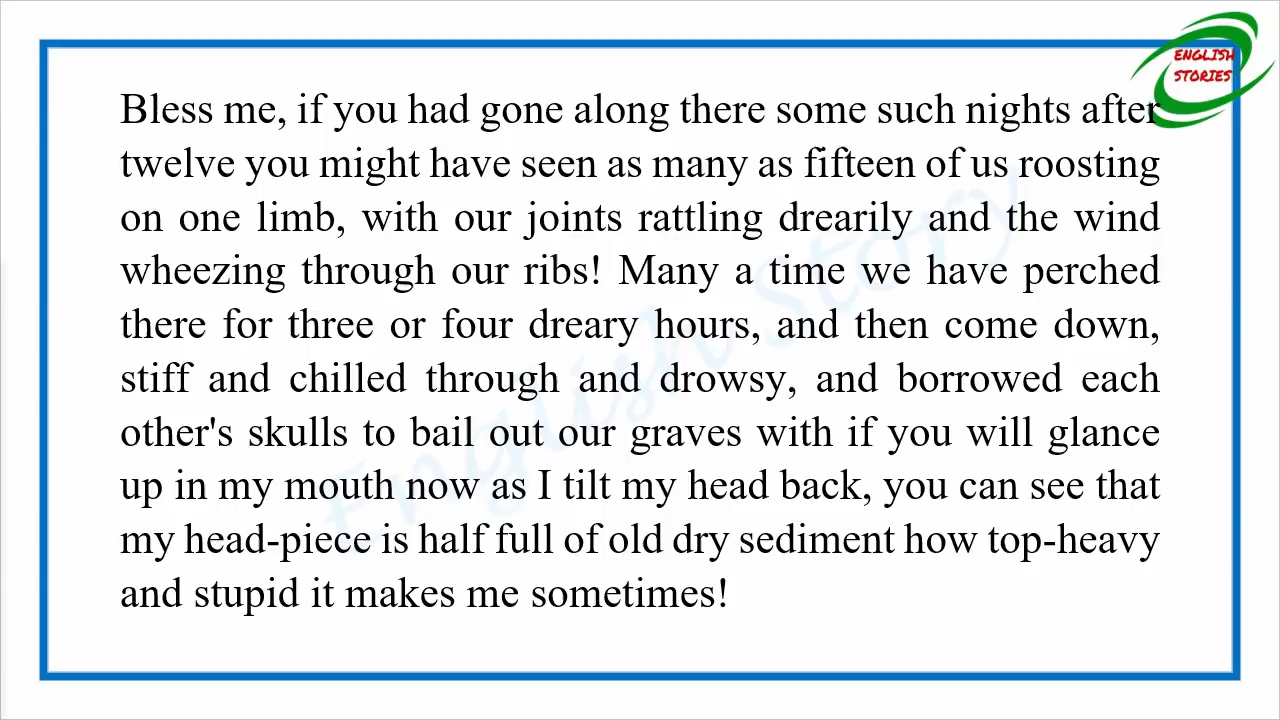 ENGLISH
STORIES
Bless me, if you had gone along there some such nights after
twelve you might have seen as many as fifteen of us roosting
on one limb, with our joints rattling drearily and the wind
wheezing through our ribs! Many a time we have perched
there for three or four dreary hours, and then come down,
stiff and chilled through and drowsy, and borrowed each
other's skulls to bail out our graves with if you will glance
up in my mouth now as I tilt my head back, you can see that
my head-piece is half full of old dry sediment how top-heavy
and stupid it makes me sometimes!
English Story